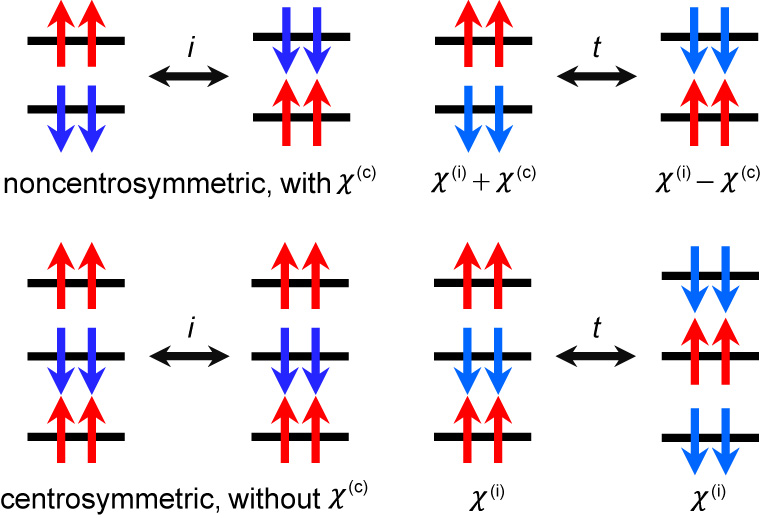 i
t
noncentrosymmetric, with χ(c)
χ(i) + χ(c)
χ(i) − χ(c)
i
t
centrosymmetric, without χ(c)
χ(i)
χ(i)